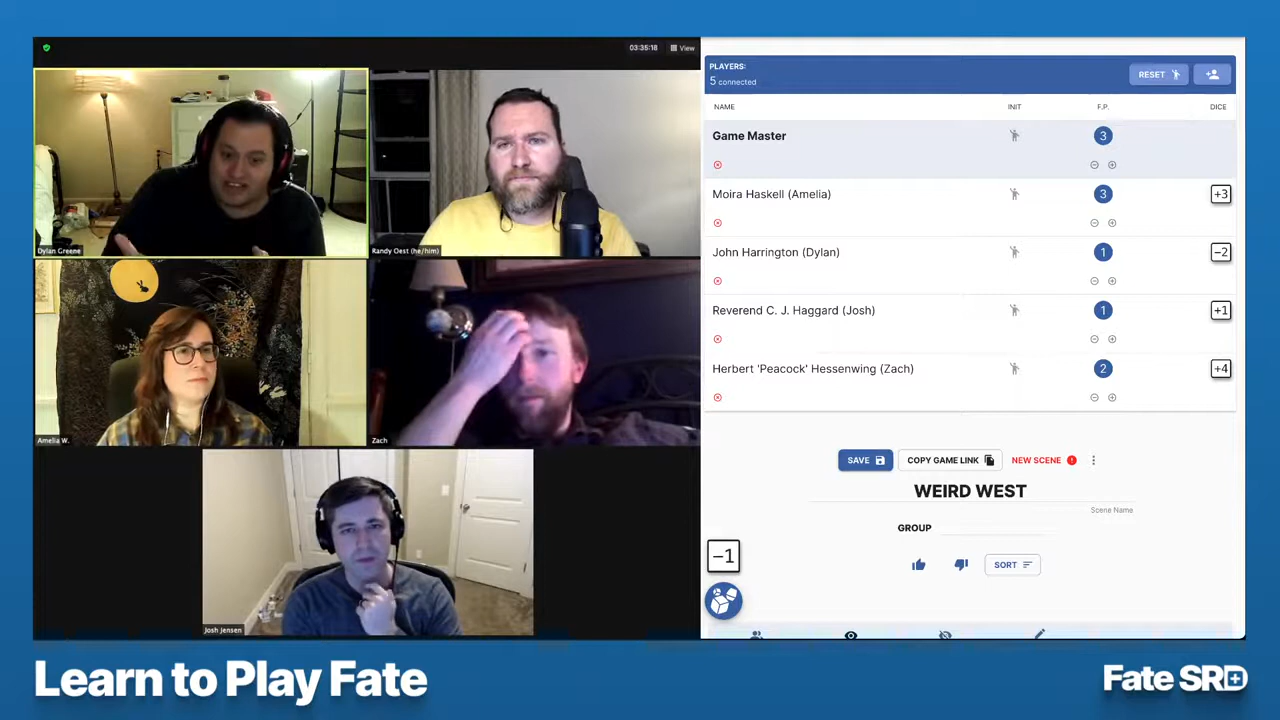 03:35:18 View
Dylan Greene
Randy Oest (he/him)
Amelia W.
Zach
Josh Jensen
PLAYERS:
5 connected
RESET
NAME INIT F.P. DICE
Game Master 3
Moira Haskell (Amelia) 3 +3
John Harrington (Dylan) 1 −2
Reverend C. J. Haggard (Josh) 1 +1
Herbert 'Peacock' Hessenwing (Zach) 2 +4
SAVE COPY GAME LINK NEW SCENE
WEIRD WEST
Scene Name
GROUP
−1
SORT
Learn to Play Fate
Fate SRD